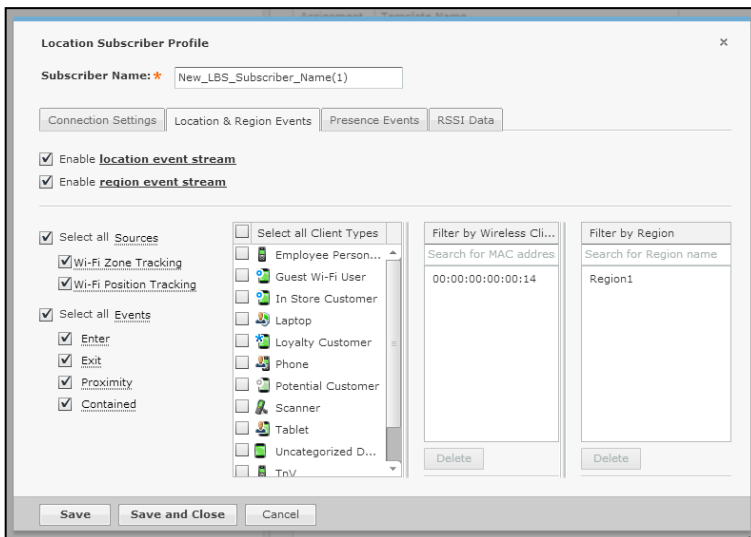 Assignment Template Name
Location Subscriber Profile
×
Subscriber Name: * New_LBS_Subscriber_Name(1)
Connection Settings Location & Region Events Presence Events RSSI Data
Enable location event stream
Enable region event stream
Select all Sources
Wi-Fi Zone Tracking
Wi-Fi Position Tracking
Select all Events
Enter
Exit
Proximity
Contained
Select all Client Types
Employee Person...
Guest Wi-Fi User
In Store Customer
Laptop
Loyalty Customer
Phone
Potential Customer
Scanner
Tablet
Uncategorized D...
TnV
Filter by Wireless Cli...
Search for MAC addres
00:00:00:00:00:14
Delete
Filter by Region
Search for Region name
Region1
Delete
Save Save and Close Cancel